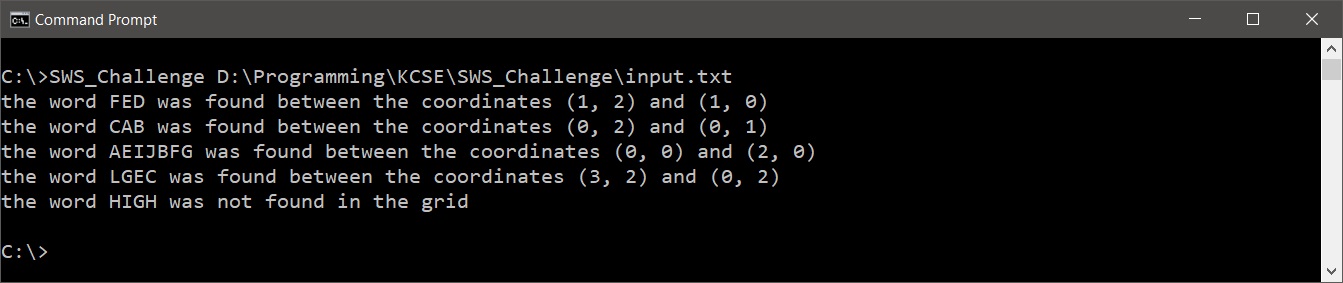 Command Prompt
C:\>SWS_Challenge D:\Programming\KCSE\SWS_Challenge\input.txt
the word FED was found between the coordinates (1, 2) and (1, 0)
the word CAB was found between the coordinates (0, 2) and (0, 1)
the word AEIJBFG was found between the coordinates (0, 0) and (2, 0)
the word LGEC was found between the coordinates (3, 2) and (0, 2)
the word HIGH was not found in the grid
C:\>